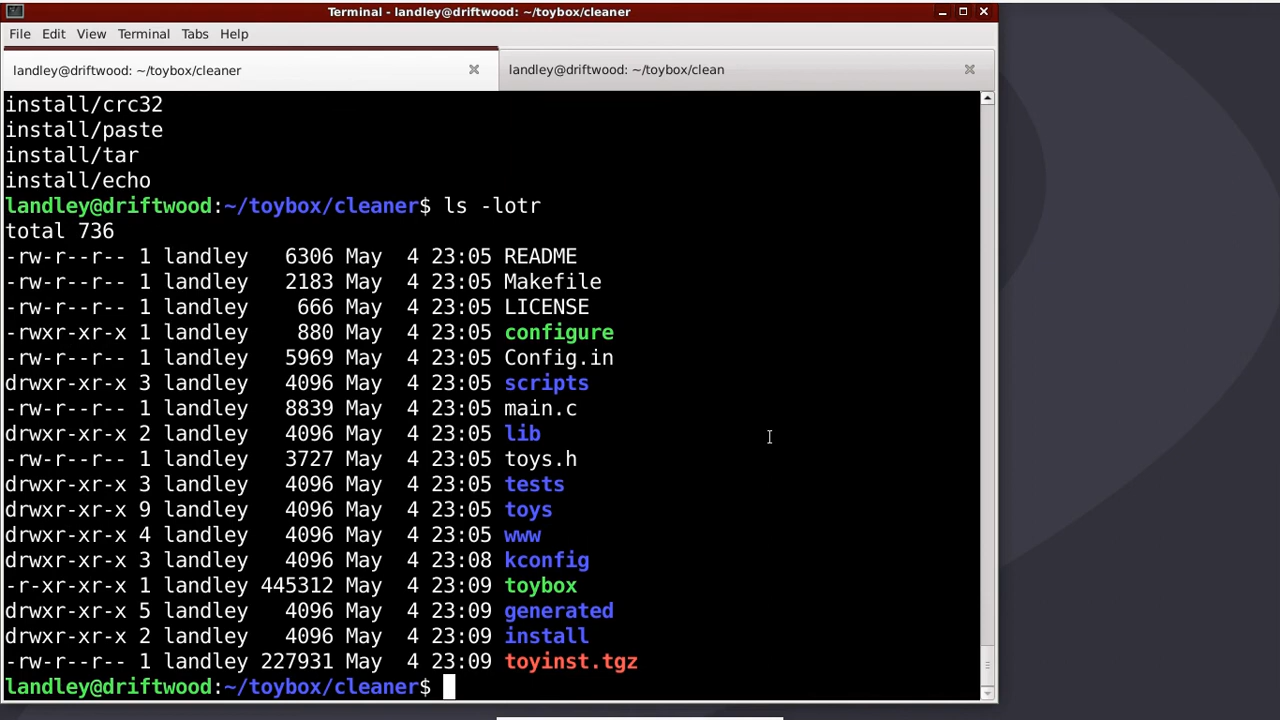 Terminal - landley@driftwood: ~/toybox/cleaner
File Edit View Terminal Tabs Help
landley@driftwood: ~/toybox/cleaner
landley@driftwood: ~/toybox/clean
install/crc32
install/paste
install/tar
install/echo
landley@driftwood:~/toybox/cleaner$ ls -lotr
total 736
-rw-r--r-- 1 landley   6306 May  4 23:05 README
-rw-r--r-- 1 landley   2183 May  4 23:05 Makefile
-rw-r--r-- 1 landley    666 May  4 23:05 LICENSE
-rwxr-xr-x 1 landley    880 May  4 23:05 configure
-rw-r--r-- 1 landley   5969 May  4 23:05 Config.in
drwxr-xr-x 3 landley   4096 May  4 23:05 scripts
-rw-r--r-- 1 landley   8839 May  4 23:05 main.c
drwxr-xr-x 2 landley   4096 May  4 23:05 lib
-rw-r--r-- 1 landley   3727 May  4 23:05 toys.h
drwxr-xr-x 3 landley   4096 May  4 23:05 tests
drwxr-xr-x 9 landley   4096 May  4 23:05 toys
drwxr-xr-x 4 landley   4096 May  4 23:05 www
drwxr-xr-x 3 landley   4096 May  4 23:08 kconfig
-r-xr-xr-x 1 landley 445312 May  4 23:09 toybox
drwxr-xr-x 5 landley   4096 May  4 23:09 generated
drwxr-xr-x 2 landley   4096 May  4 23:09 install
-rw-r--r-- 1 landley 227931 May  4 23:09 toyinst.tgz
landley@driftwood:~/toybox/cleaner$